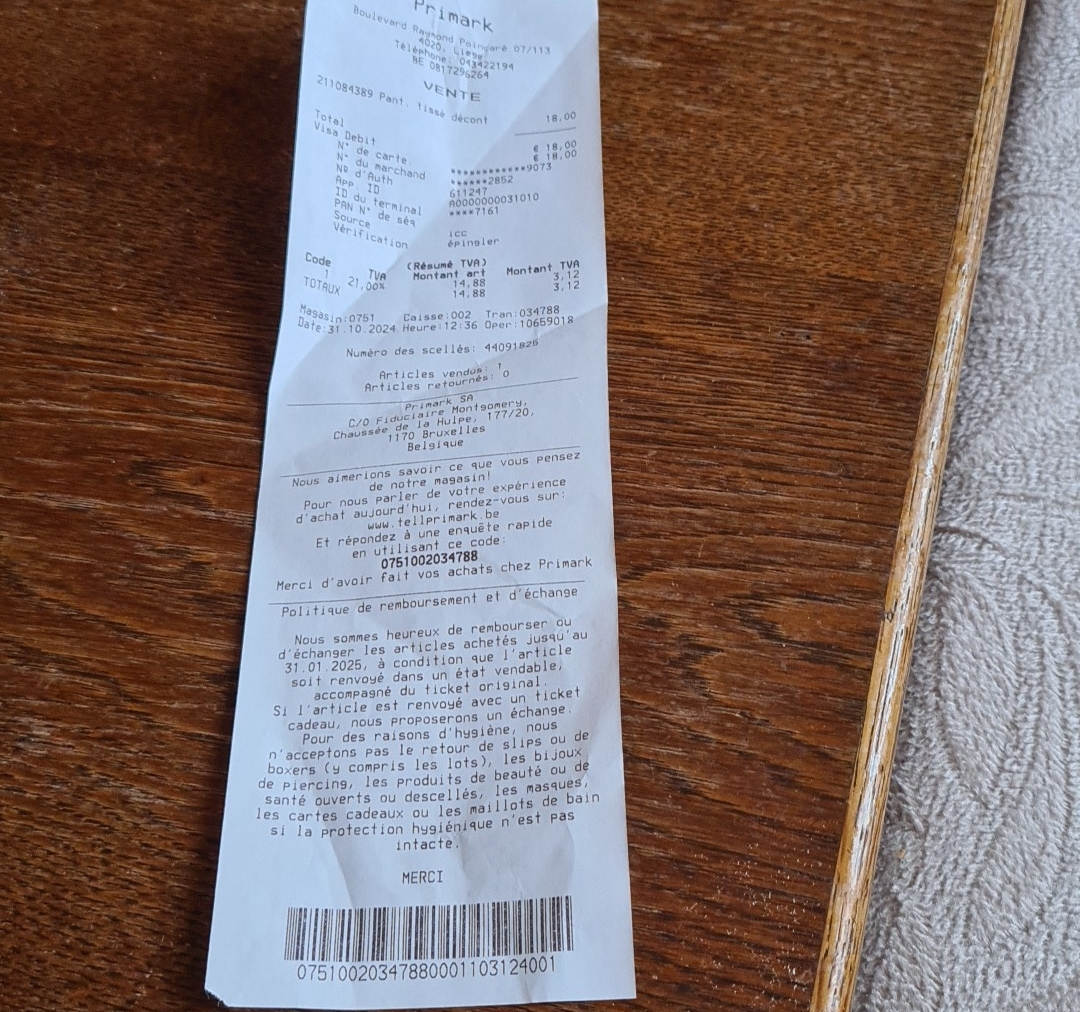 Primark
Boulevard Raymond Poincaré 07/113
4020, Liege
Téléphone: 043422194
BE 0817296264
VENTE
211084389 Pant. tissé décont 18,00
Total € 18,00
Visa Debit € 18,00
N° de carte ************9073
N° du marchand ******2852
Nº d'Auth 611247
App. ID A0000000031010
ID du terminal ****7161
PAN N° de séq
Source icc
Vérification épingler
(Résumé TVA)
Code TVA Montant art Montant TVA
1 21,00% 14,88 3,12
TOTAUX 14,88 3,12
Magasin:0751 Caisse:002 Tran:034788
Date:31.10.2024 Heure:12:36 Oper:10659018
Numéro des scellés: 44091825
Articles vendus: 1
Articles retournés: 0
Primark SA
C/O Fiduciaire Montgomery,
Chaussée de la Hulpe, 177/20,
1170 Bruxelles
Belgique
Nous aimerions savoir ce que vous pensez
de notre magasin!
Pour nous parler de votre expérience
d'achat aujourd'hui, rendez-vous sur:
www.tellprimark.be
Et répondez à une enquête rapide
en utilisant ce code:
0751002034788
Merci d'avoir fait vos achats chez Primark
Politique de remboursement et d'échange
Nous sommes heureux de rembourser ou
d'échanger les articles achetés jusqu'au
31.01.2025, à condition que l'article
soit renvoyé dans un état vendable,
accompagné du ticket original.
Si l'article est renvoyé avec un ticket
cadeau, nous proposerons un échange.
Pour des raisons d'hygiène, nous
n'acceptons pas le retour de slips ou de
boxers (y compris les lots), les bijoux
de piercing, les produits de beauté ou de
santé ouverts ou descellés, les masques,
les cartes cadeaux ou les maillots de bain
si la protection hygiénique n'est pas
intacte.
MERCI
07510020347880001103124001